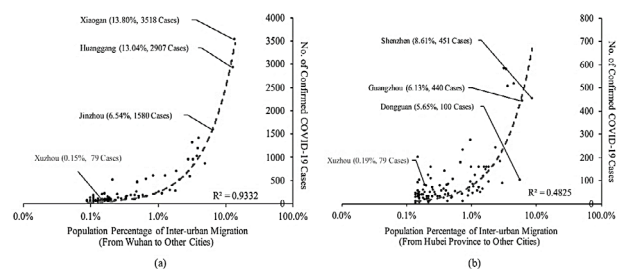 (a)
Xiaogan (13.80%, 3518 Cases)
Huanggang (13.04%, 2907 Cases)
Jinzhou (6.54%, 1580 Cases)
Xuzhou (0.15%, 79 Cases)
R² = 0.9332
4000
3500
3000
2500
2000
1500
1000
500
0
No. of Confirmed COVID-19 Cases
0.0%
0.1%
1.0%
10.0%
100.0%
Population Percentage of Inter-urban Migration
(From Wuhan to Other Cities)
(a)
(b)
Shenzhen (8.61%, 451 Cases)
Guangzhou (6.13%, 440 Cases)
Dongguan (5.65%, 100 Cases)
Xuzhou (0.19%, 79 Cases)
R² = 0.4825
800
700
600
500
400
300
200
100
0
No. of Confirmed COVID-19 Cases
0.0%
0.1%
1.0%
10.0%
100.0%
Population Percentage of Inter-urban Migration
(From Hubei Province to Other Cities)
(b)